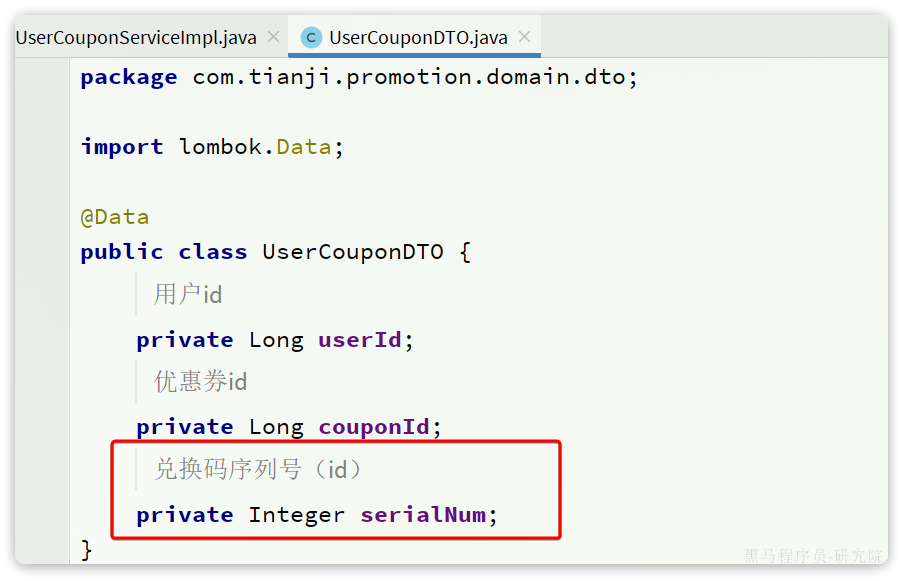 UserCouponServiceImpl.java × C UserCouponDTO.java ×
package com.tianji.promotion.domain.dto;
import lombok.Data;
@Data
public class UserCouponDTO {
用户id
private Long userId;
优惠券id
private Long couponId;
兑换码序列号（id）
private Integer serialNum;
}
黑马程序员-研究院